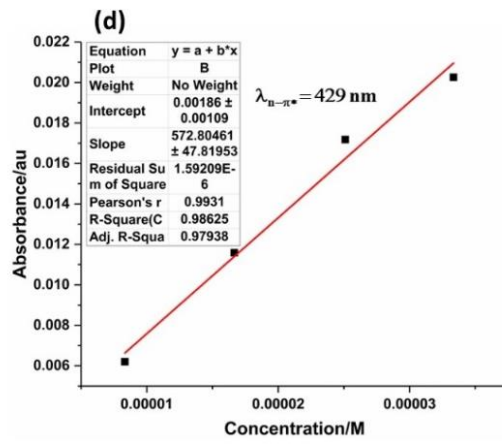 (d)
Equation y = a + b*x
Plot B
Weight No Weight
Intercept 0.00186 ± 0.00109
Slope 572.80461 ± 47.81953
Residual Su m of Square 1.59209E-6
Pearson's r 0.9931
R-Square(C 0.98625
Adj. R-Squa 0.97938
λn−π* = 429 nm
Absorbance/au
0.022
0.020
0.018
0.016
0.014
0.012
0.010
0.008
0.006
0.00001 0.00002 0.00003
Concentration/M